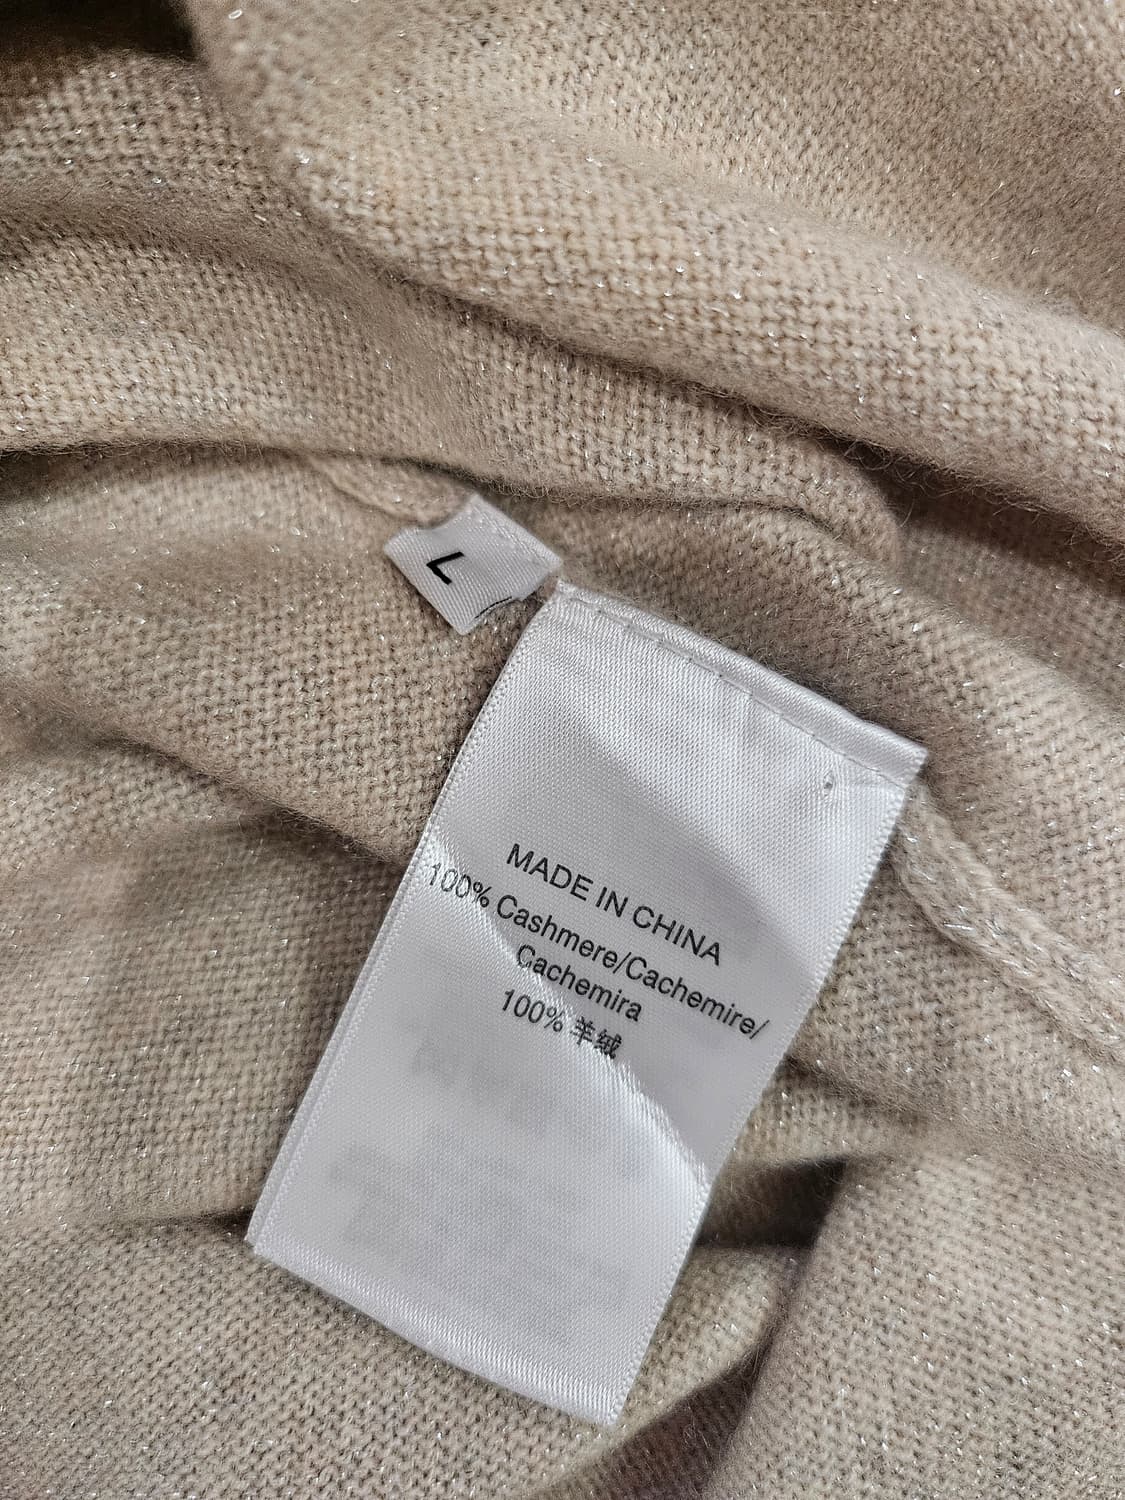 L
MADE IN CHINA
100% Cashmere/Cachemire/
Cachemira
100% 羊绒